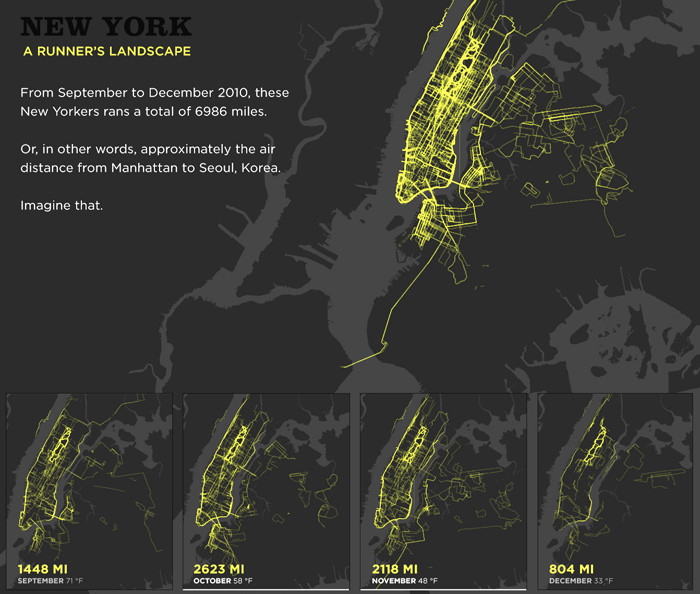 NEW YORK
A RUNNER'S LANDSCAPE
From September to December 2010, these
New Yorkers rans a total of 6986 miles.
Or, in other words, approximately the air
distance from Manhattan to Seoul, Korea.
Imagine that.
1448 MI
SEPTEMBER 71 °F
2623 MI
OCTOBER 58 °F
2118 MI
NOVEMBER 48 °F
804 MI
DECEMBER 33 °F